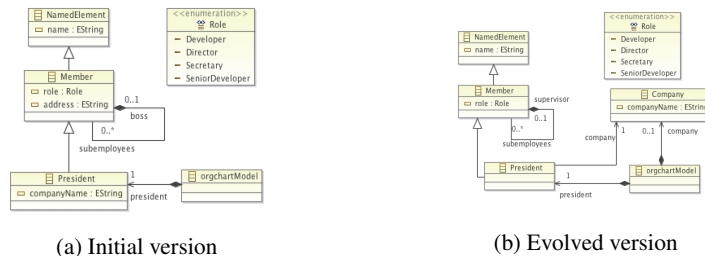 NamedElement
name : EString
<<enumeration>>
Role
Developer
Director
Secretary
SeniorDeveloper
Member
role : Role
address : EString
0..1
boss
0..*
subemployees
President
companyName : EString
1
president
orgchartModel
(a) Initial version
NamedElement
name : EString
<<enumeration>>
Role
Developer
Director
Secretary
SeniorDeveloper
Member
role : Role
supervisor
0..1
0..*
subemployees
Company
companyName : EString
company
1
0..1
company
President
1
president
orgchartModel
(b) Evolved version